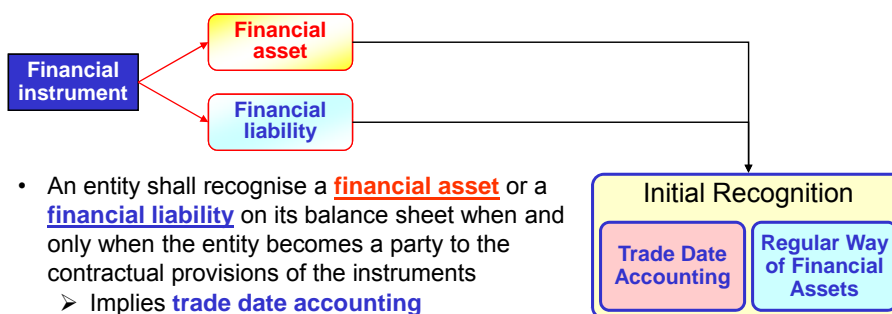 Financial
asset
Financial
instrument
Financial
liability
• An entity shall recognise a financial asset or a
financial liability on its balance sheet when and
only when the entity becomes a party to the
contractual provisions of the instruments
➢ Implies trade date accounting
Initial Recognition
Trade Date
Accounting
Regular Way
of Financial
Assets